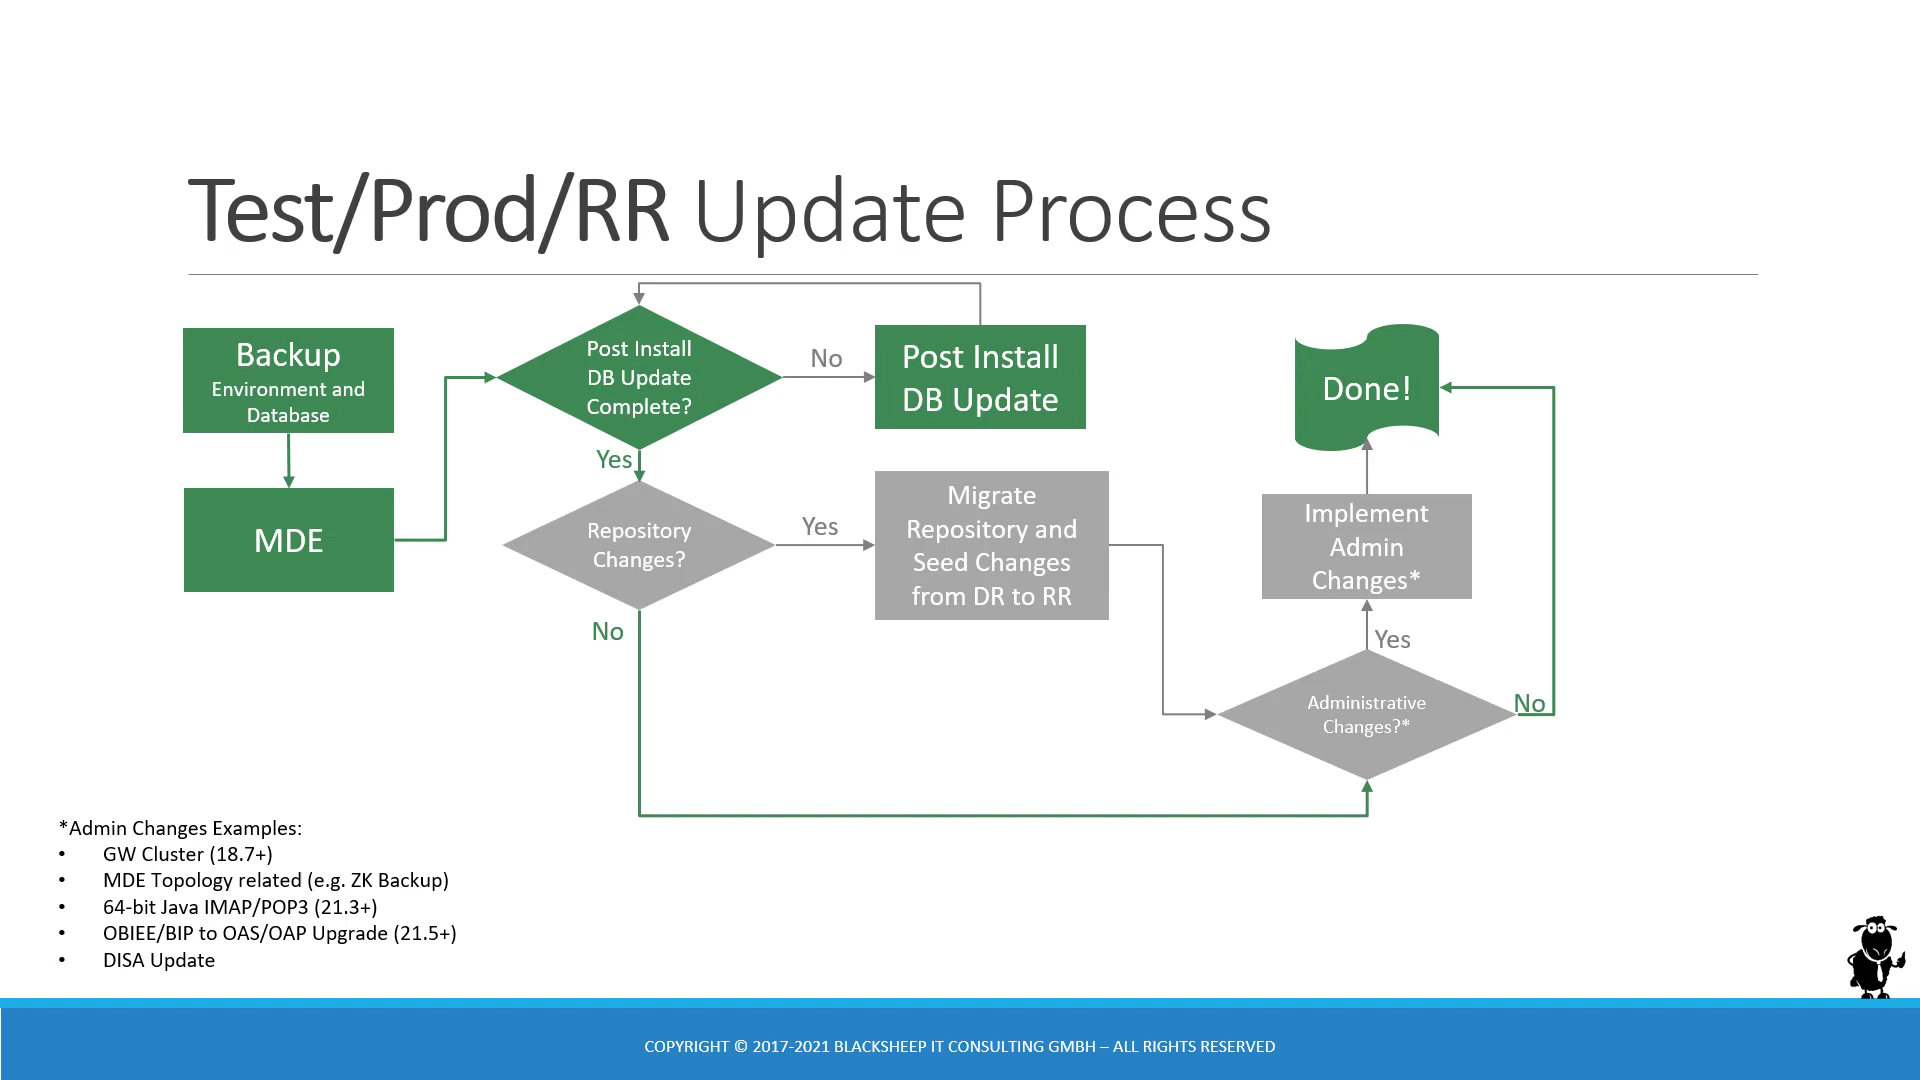 Test/Prod/RR Update Process
Backup
Environment and
Database
MDE
Post Install
DB Update
Complete?
No
Post Install
DB Update
Yes
Repository
Changes?
Yes
Migrate
Repository and
Seed Changes
from DR to RR
No
Done!
Implement
Admin
Changes*
Yes
Administrative
Changes?*
No
*Admin Changes Examples:
• GW Cluster (18.7+)
• MDE Topology related (e.g. ZK Backup)
• 64-bit Java IMAP/POP3 (21.3+)
• OBIEE/BIP to OAS/OAP Upgrade (21.5+)
• DISA Update
COPYRIGHT © 2017-2021 BLACKSHEEP IT CONSULTING GMBH – ALL RIGHTS RESERVED